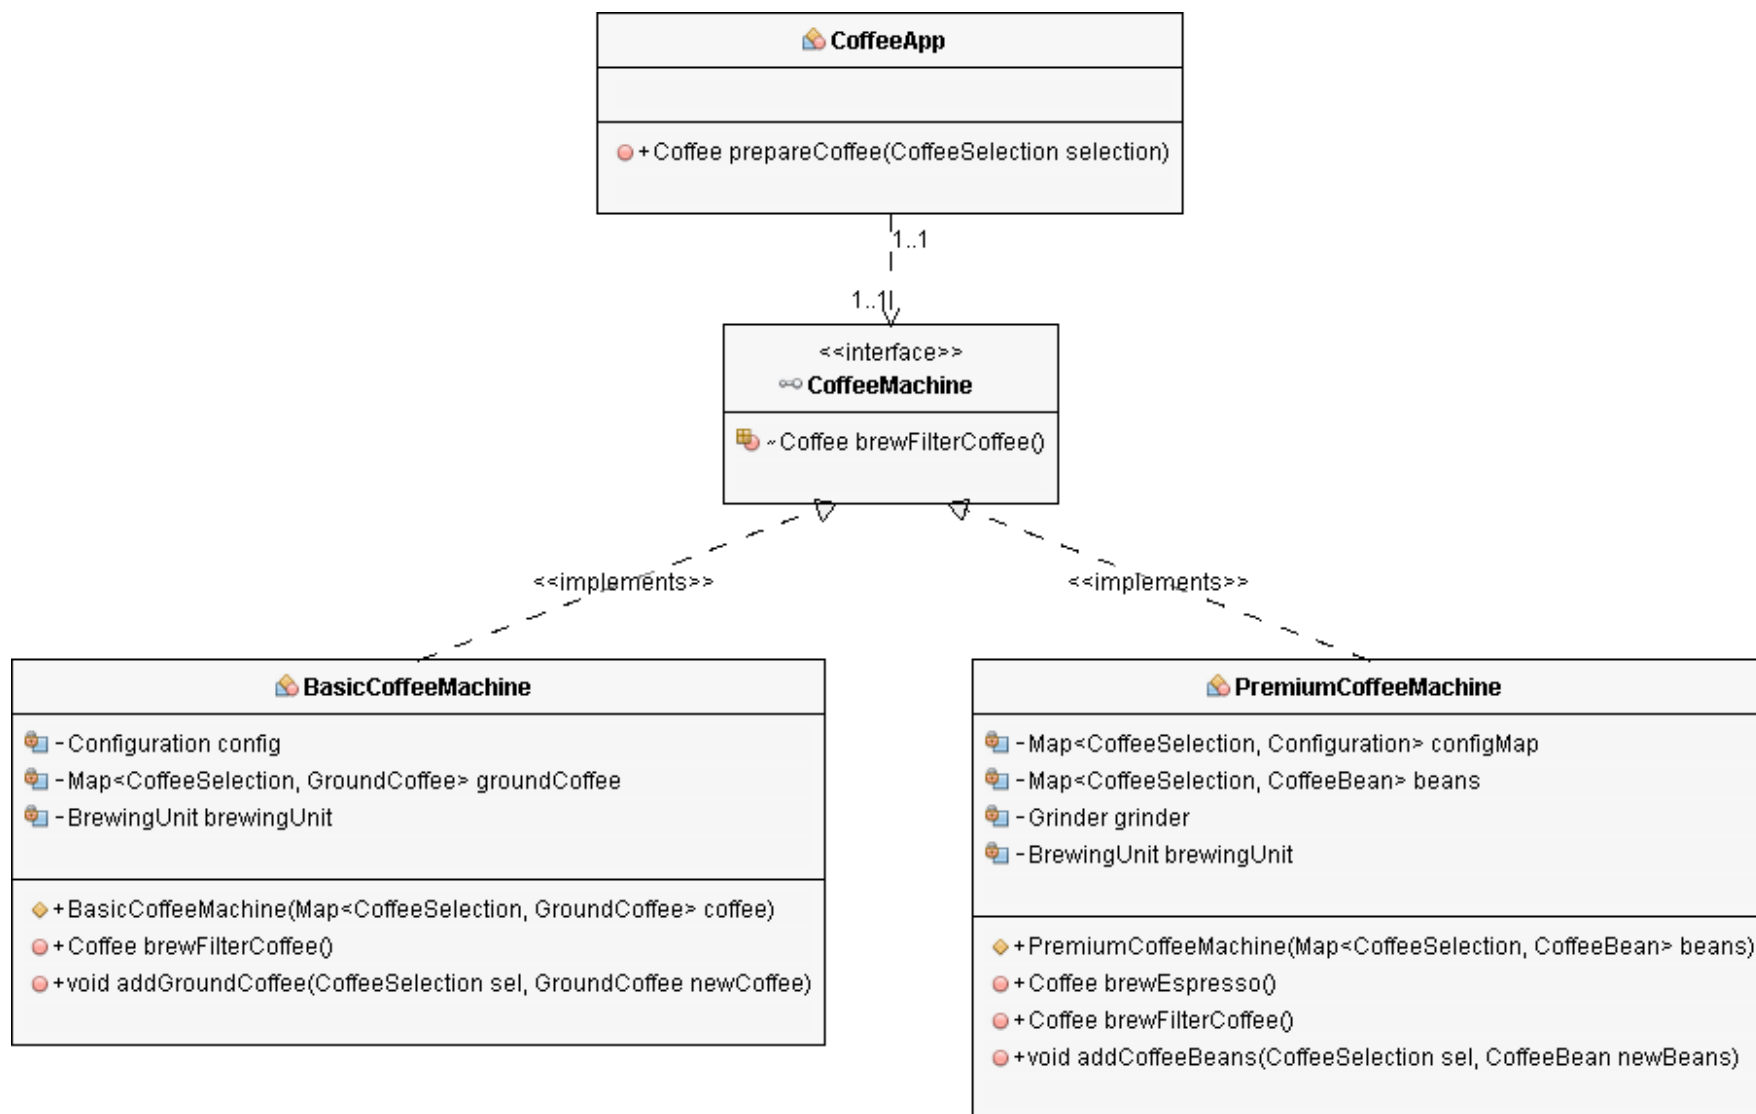 CoffeeApp
+Coffee prepareCoffee(CoffeeSelection selection)
1..1
1..1
<<interface>>
CoffeeMachine
~Coffee brewFilterCoffee()
<<implements>>
<<implements>>
BasicCoffeeMachine
-Configuration config
-Map<CoffeeSelection, GroundCoffee> groundCoffee
-BrewingUnit brewingUnit
+BasicCoffeeMachine(Map<CoffeeSelection, GroundCoffee> coffee)
+Coffee brewFilterCoffee()
+void addGroundCoffee(CoffeeSelection sel, GroundCoffee newCoffee)
PremiumCoffeeMachine
-Map<CoffeeSelection, Configuration> configMap
-Map<CoffeeSelection, CoffeeBean> beans
-Grinder grinder
-BrewingUnit brewingUnit
+PremiumCoffeeMachine(Map<CoffeeSelection, CoffeeBean> beans)
+Coffee brewEspresso()
+Coffee brewFilterCoffee()
+void addCoffeeBeans(CoffeeSelection sel, CoffeeBean newBeans)